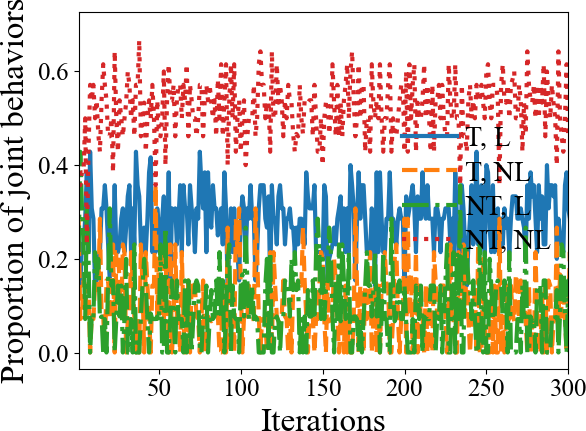 Proportion of joint behaviors
0.6
0.4
0.2
0.0
T, L
T, NL
NT, L
NT, NL
50
100
150
200
250
300
Iterations